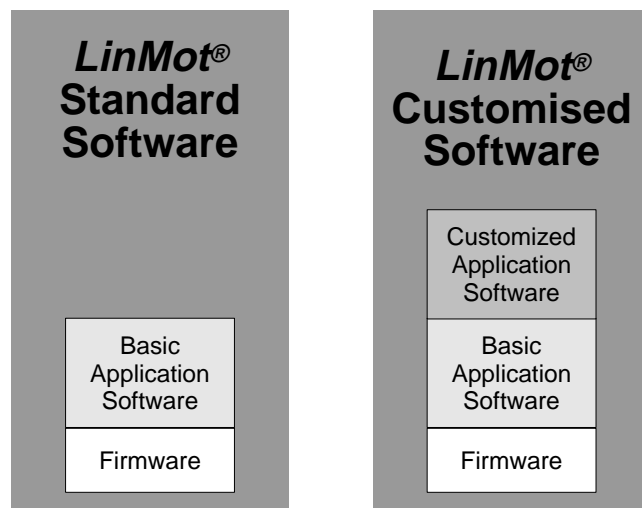 LinMot®
Standard
Software
Basic
Application
Software
Firmware
LinMot®
Customised
Software
Customized
Application
Software
Basic
Application
Software
Firmware